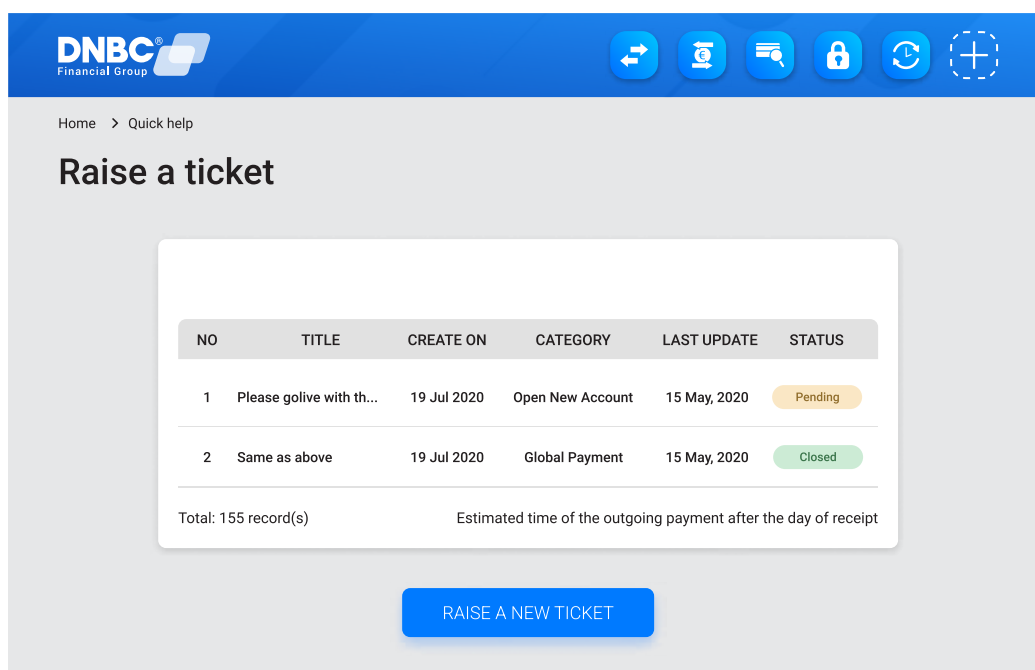 DNBC®
Financial Group
Home > Quick help
Raise a ticket
NO TITLE CREATE ON CATEGORY LAST UPDATE STATUS
1 Please golive with th... 19 Jul 2020 Open New Account 15 May, 2020 Pending
2 Same as above 19 Jul 2020 Global Payment 15 May, 2020 Closed
Total: 155 record(s) Estimated time of the outgoing payment after the day of receipt
RAISE A NEW TICKET